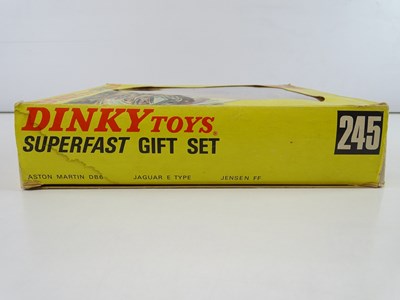 DINKY TOYS
SUPERFAST GIFT SET
245
ASTON MARTIN DB6 JAGUAR E TYPE JENSEN FF